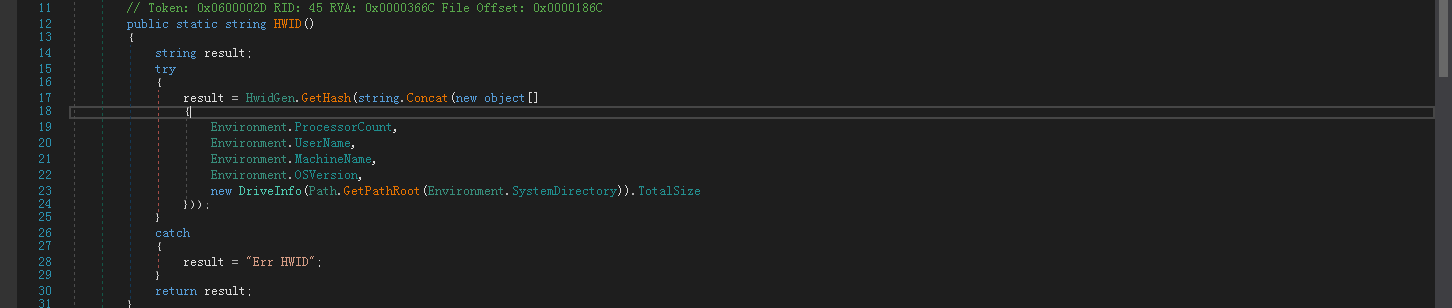 11 // Token: 0x0600002D RID: 45 RVA: 0x0000366C File Offset: 0x0000186C
12 public static string HWID()
13 {
14 string result;
15 try
16 {
17 result = HwidGen.GetHash(string.Concat(new object[]
18 {
19 Environment.ProcessorCount,
20 Environment.UserName,
21 Environment.MachineName,
22 Environment.OSVersion,
23 new DriveInfo(Path.GetPathRoot(Environment.SystemDirectory)).TotalSize
24 }));
25 }
26 catch
27 {
28 result = "Err HWID";
29 }
30 return result;
31 }